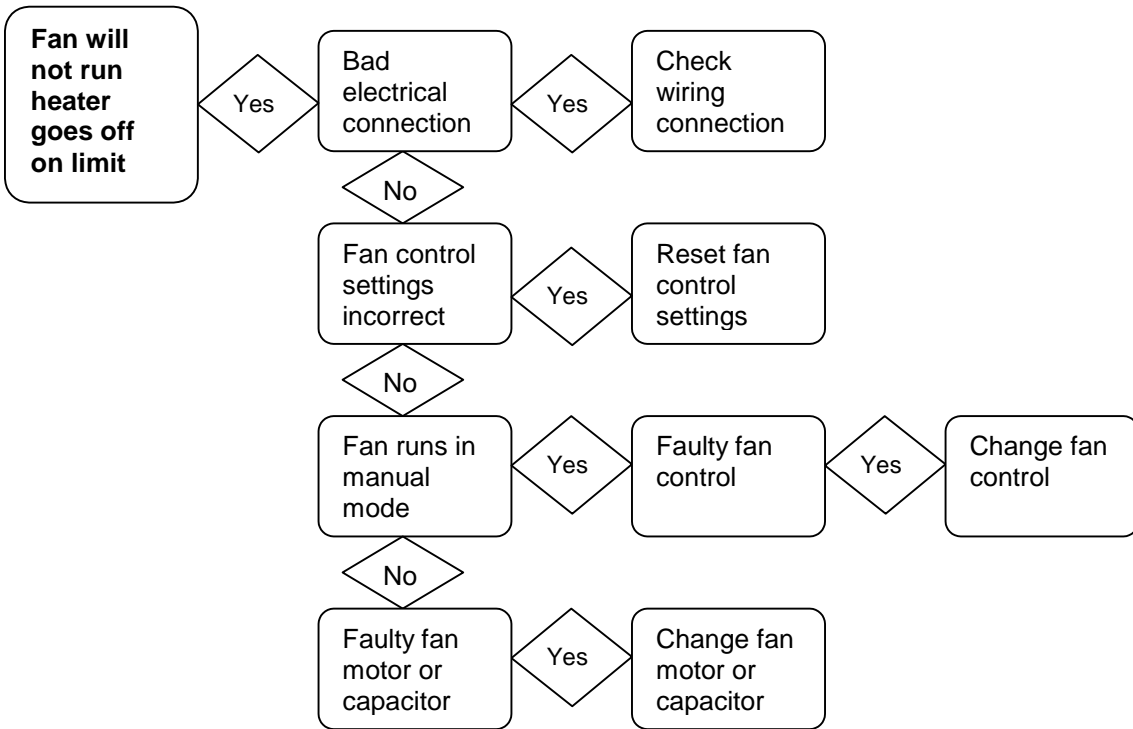 Fan will
not run
heater
goes off
on limit
Yes
Bad
electrical
connection
Yes
Check
wiring
connection
No
Fan control
settings
incorrect
Yes
Reset fan
control
settings
No
Fan runs in
manual
mode
Yes
Faulty fan
control
Yes
Change fan
control
No
Faulty fan
motor or
capacitor
Yes
Change fan
motor or
capacitor